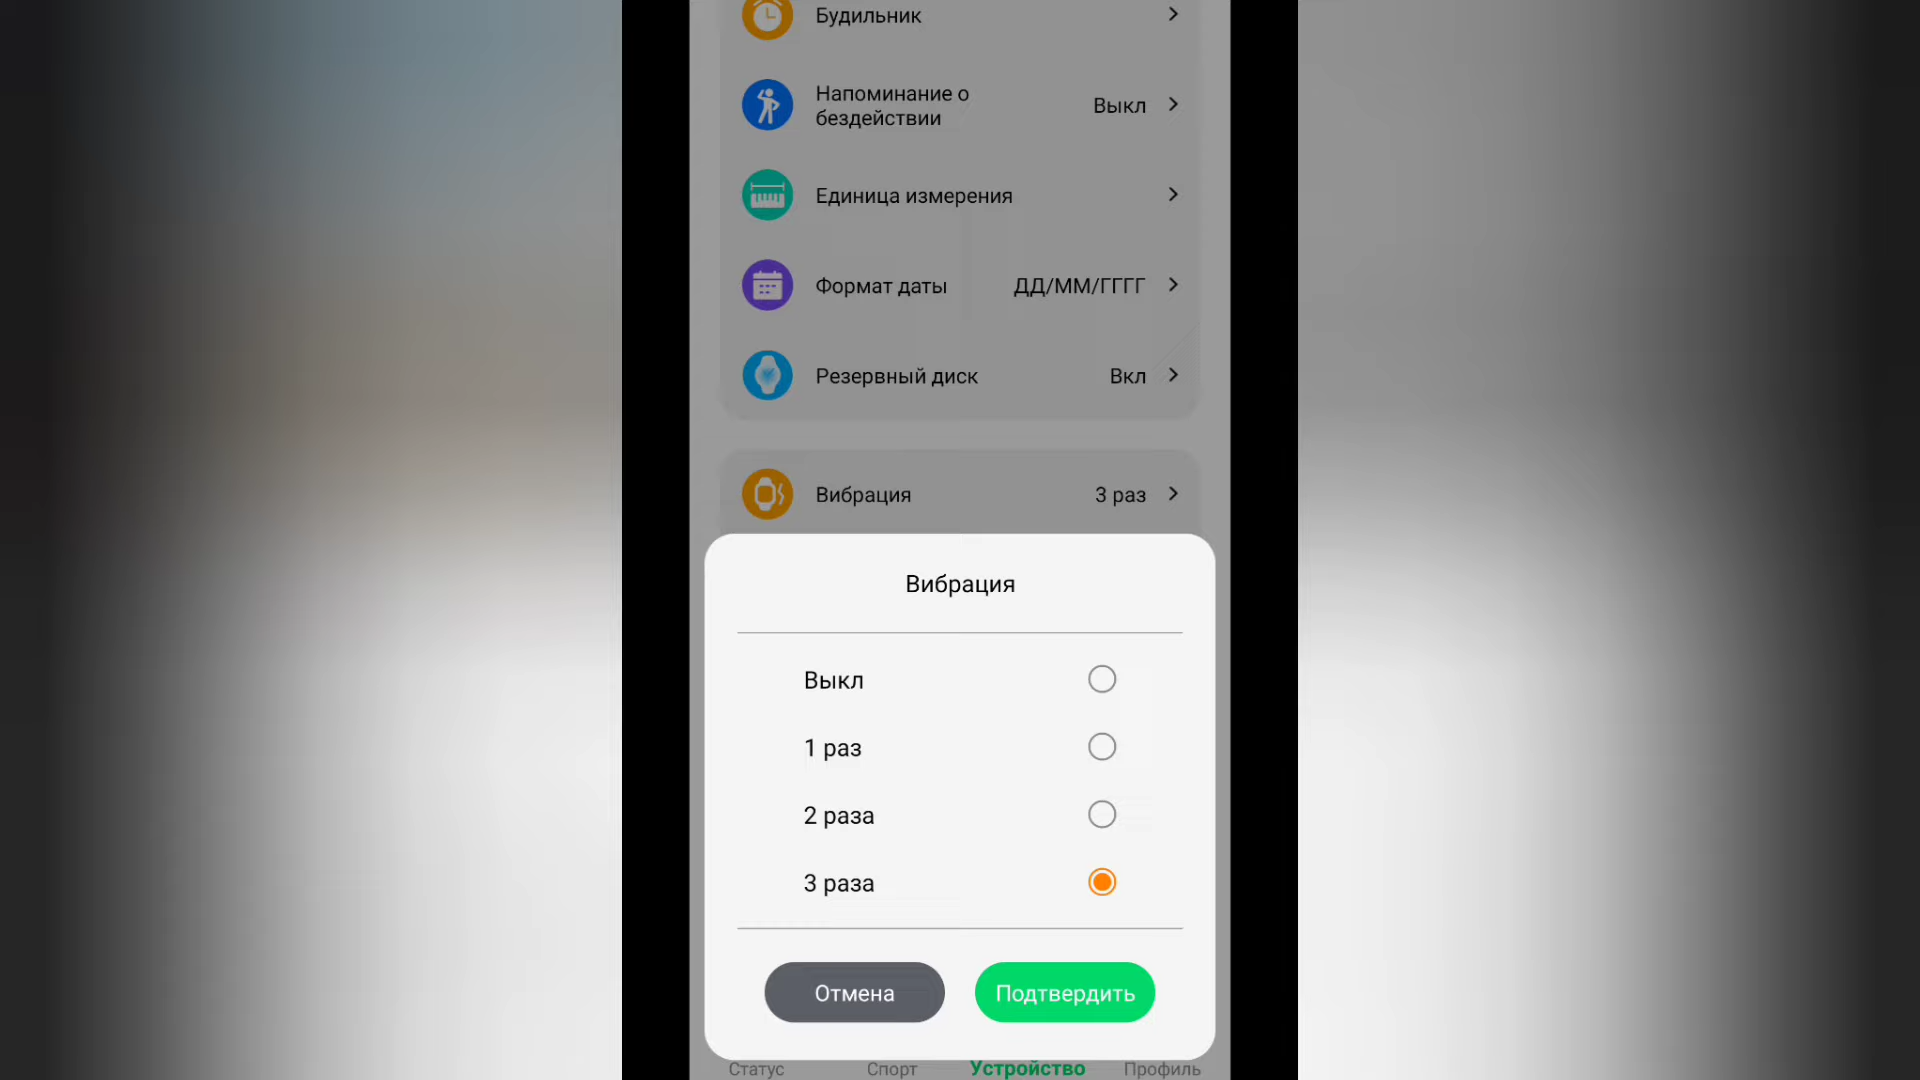 Будильник
Напоминание о
бездействии
Выкл
Единица измерения
Формат даты
ДД/ММ/ГГГГ
Резервный диск
Вкл
Вибрация
3 раз
Вибрация
Выкл
1 раз
2 раза
3 раза
Отмена
Подтвердить
Статус
Спорт
Устройство
Профиль